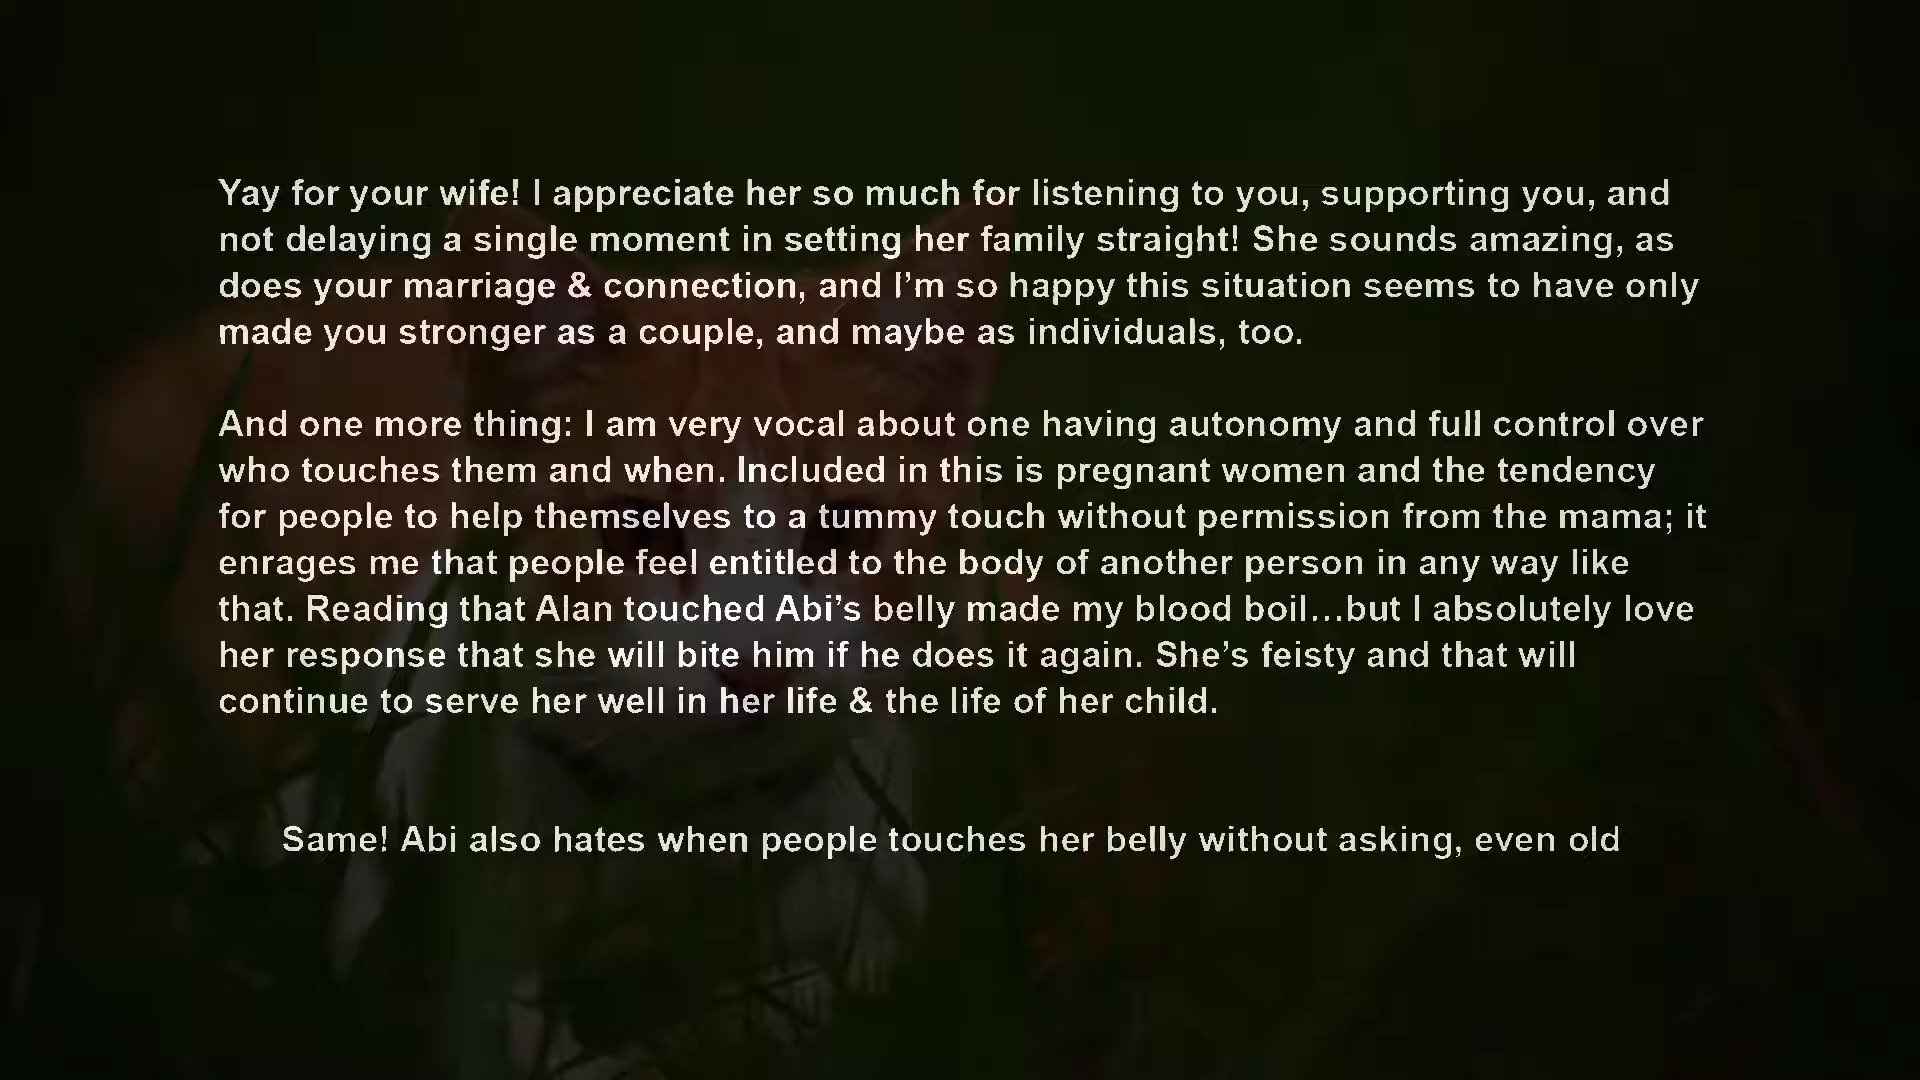 Yay for your wife! I appreciate her so much for listening to you, supporting you, and
not delaying a single moment in setting her family straight! She sounds amazing, as
does your marriage & connection, and I’m so happy this situation seems to have only
made you stronger as a couple, and maybe as individuals, too.
And one more thing: I am very vocal about one having autonomy and full control over
who touches them and when. Included in this is pregnant women and the tendency
for people to help themselves to a tummy touch without permission from the mama; it
enrages me that people feel entitled to the body of another person in any way like
that. Reading that Alan touched Abi’s belly made my blood boil…but I absolutely love
her response that she will bite him if he does it again. She’s feisty and that will
continue to serve her well in her life & the life of her child.
Same! Abi also hates when people touches her belly without asking, even old